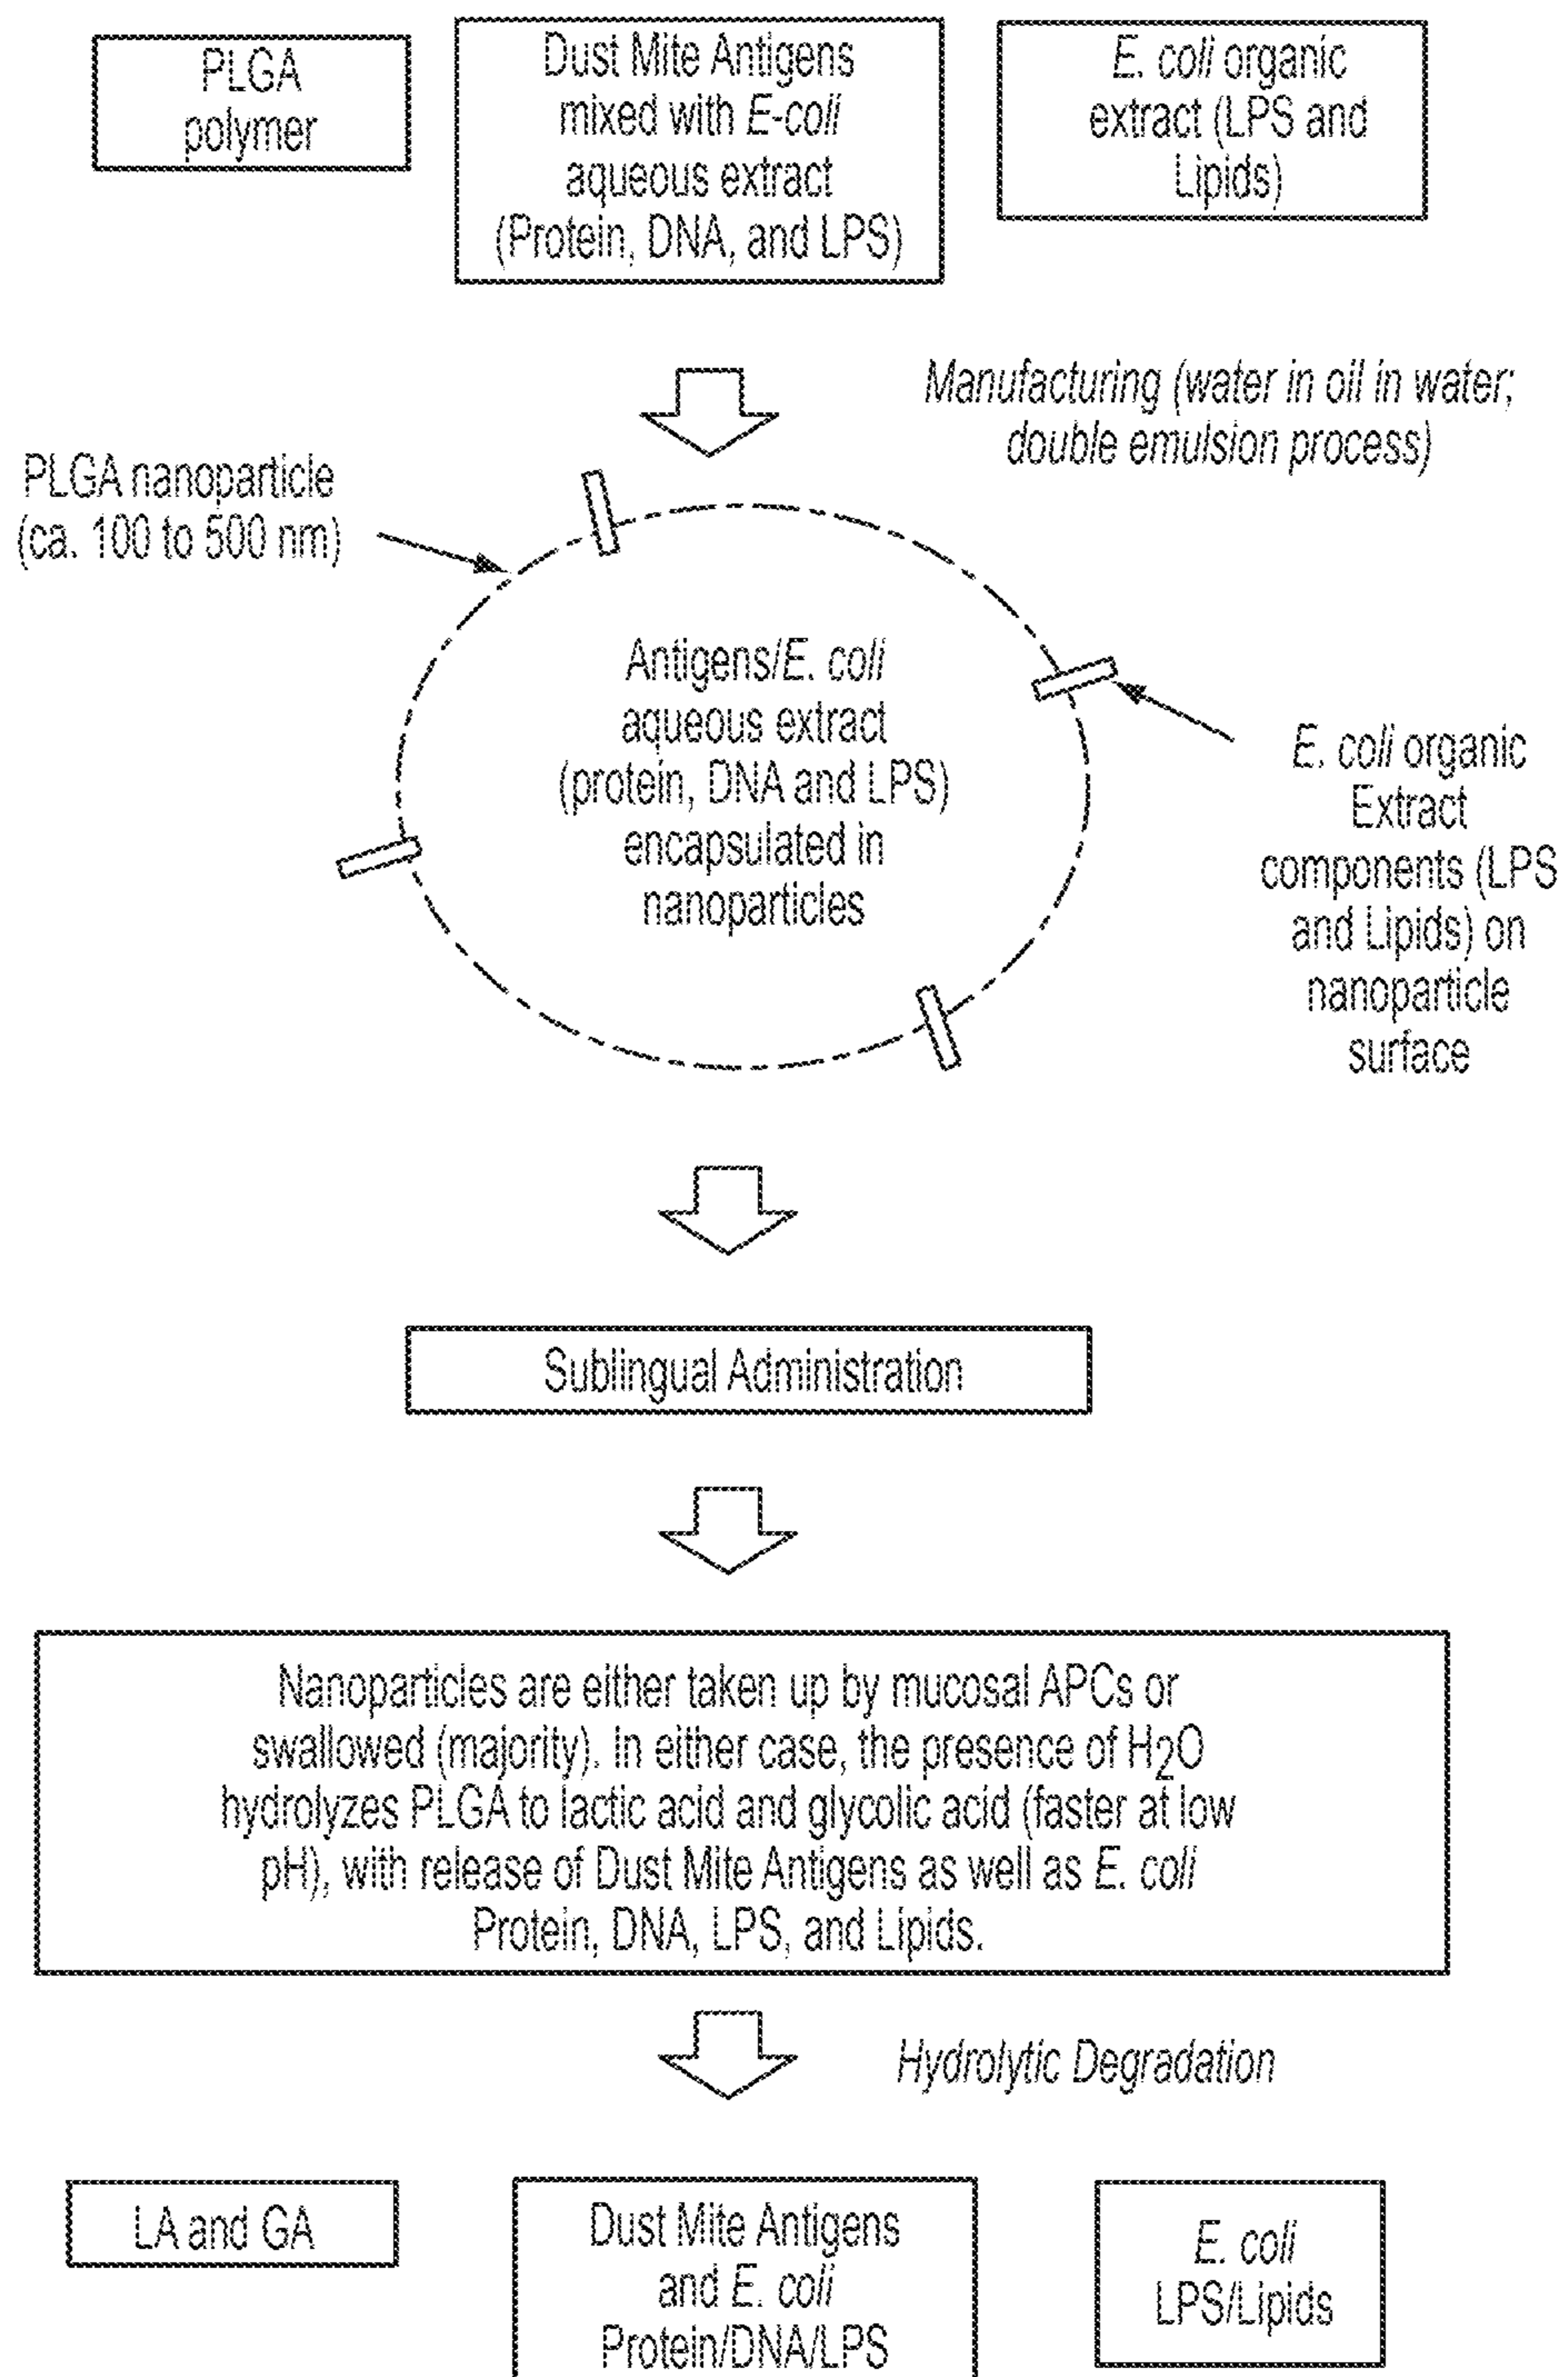 PLGA
polymer
Dust Mite Antigens
mixed with E-coli
aqueous extract
(Protein, DNA, and LPS)
E. coli organic
extract (LPS and
Lipids)
Manufacturing (water in oil in water;
double emulsion process)
PLGA nanoparticle
(ca. 100 to 500 nm)
Antigens/E. coli
aqueous extract
(protein, DNA and LPS)
encapsulated in
nanoparticles
E. coli organic
Extract
components (LPS
and Lipids) on
nanoparticle
surface
Sublingual Administration
Nanoparticles are either taken up by mucosal APCs or
swallowed (majority). In either case, the presence of H2O
hydrolyzes PLGA to lactic acid and glycolic acid (faster at low
pH), with release of Dust Mite Antigens as well as E. coli
Protein, DNA, LPS, and Lipids.
Hydrolytic Degradation
LA and GA
Dust Mite Antigens
and E. coli
Protein/DNA/LPS
E. coli
LPS/Lipids